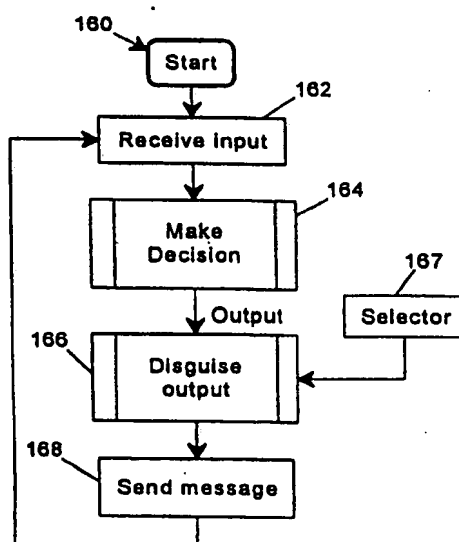 160
Start
162
Receive input
164
Make
Decision
167
Output
Selector
166
Disguise
output
168
Send message